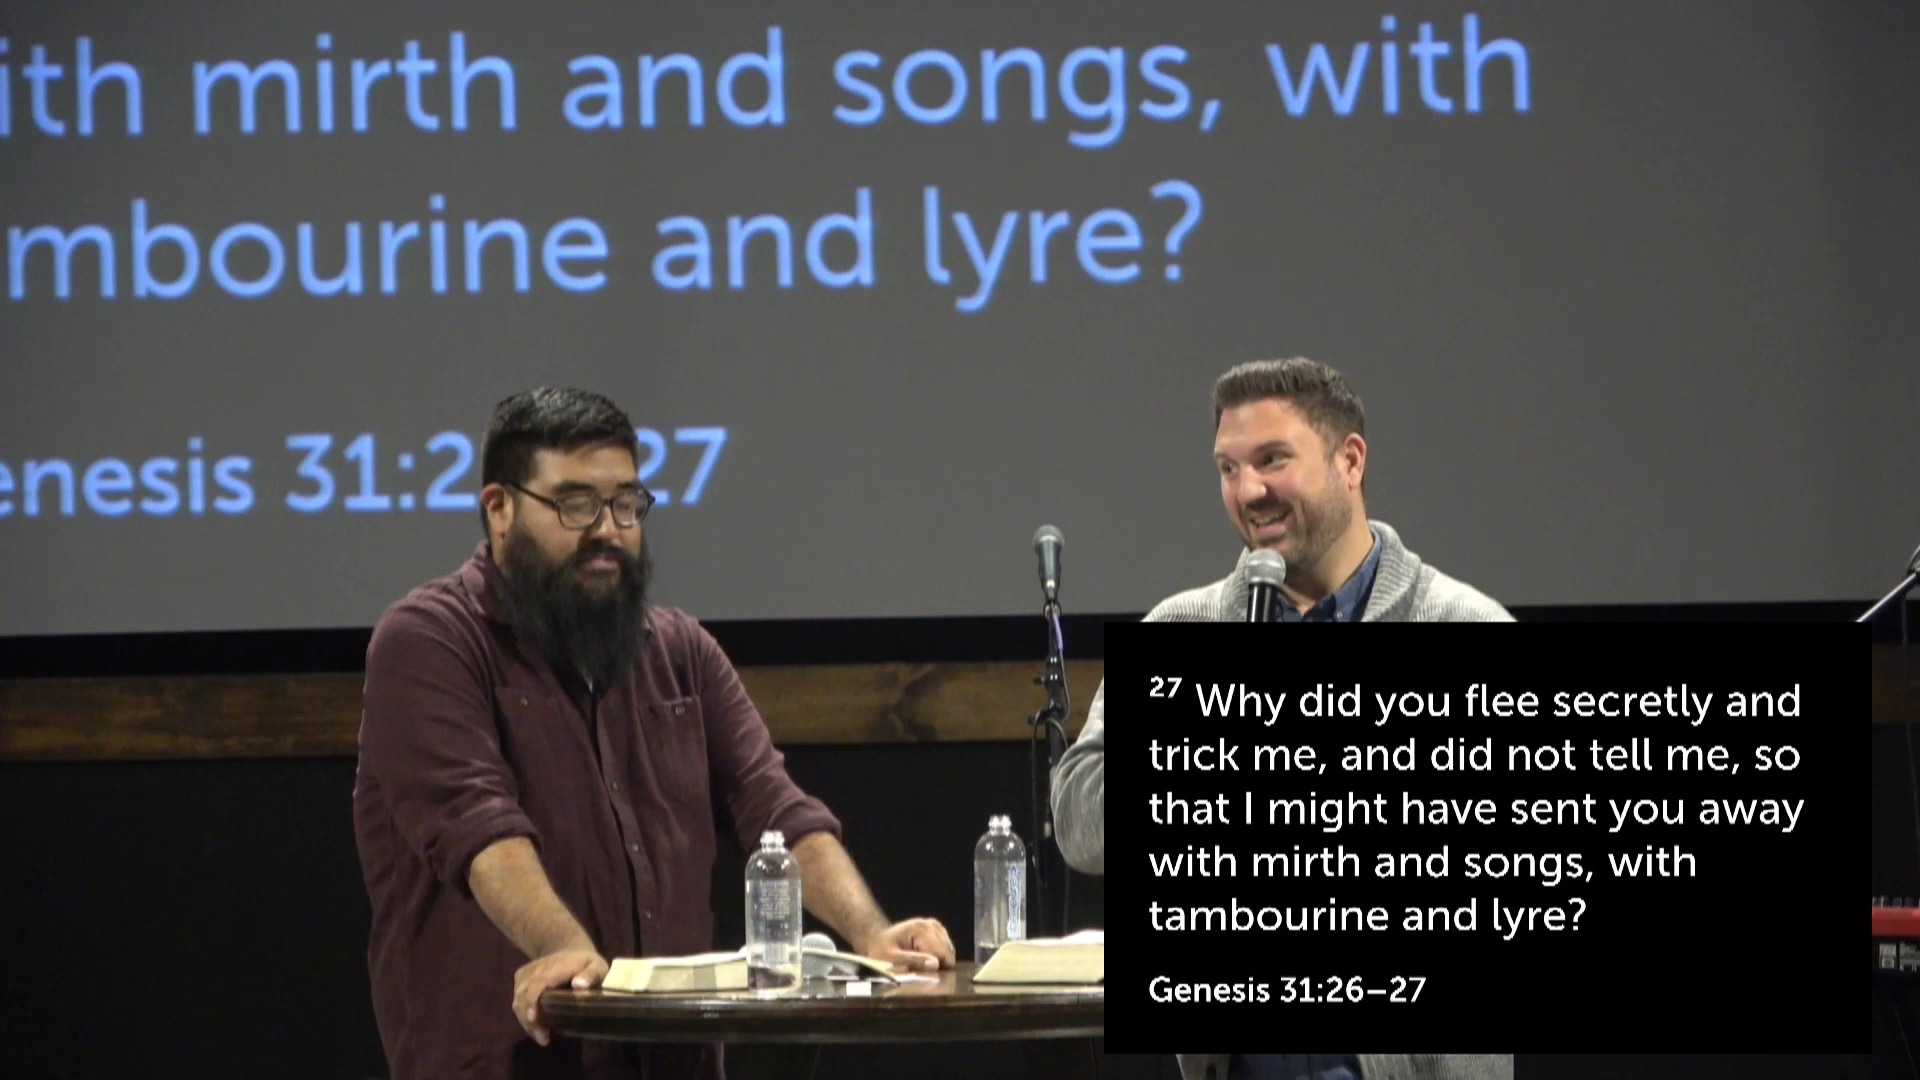 ith mirth and songs, with
mbourine and lyre?
enesis 31:2 27
27 Why did you flee secretly and
trick me, and did not tell me, so
that I might have sent you away
with mirth and songs, with
tambourine and lyre?
Genesis 31:26–27